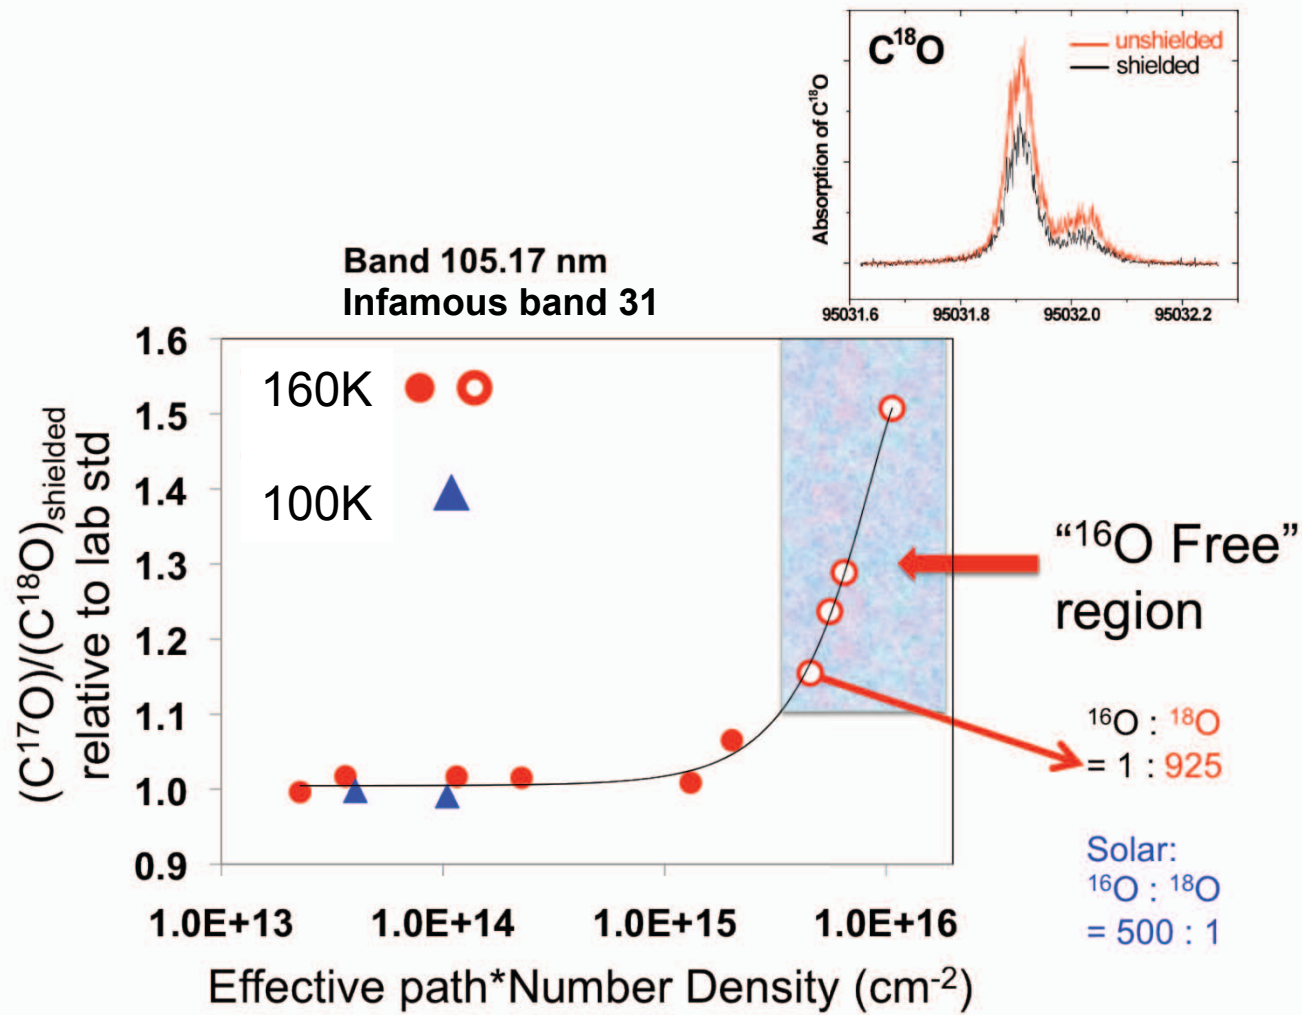 C¹⁸O
unshielded
shielded
Absorption of C¹⁸O
95031.6 95031.8 95032.0 95032.2
Band 105.17 nm
Infamous band 31
(C¹⁷O)/(C¹⁸O)shielded
relative to lab std
1.6
1.5
1.4
1.3
1.2
1.1
1.0
0.9
160K
100K
"¹⁶O Free"
region
¹⁶O : ¹⁸O
= 1 : 925
Solar:
¹⁶O : ¹⁸O
= 500 : 1
1.0E+13 1.0E+14 1.0E+15 1.0E+16
Effective path*Number Density (cm⁻²)